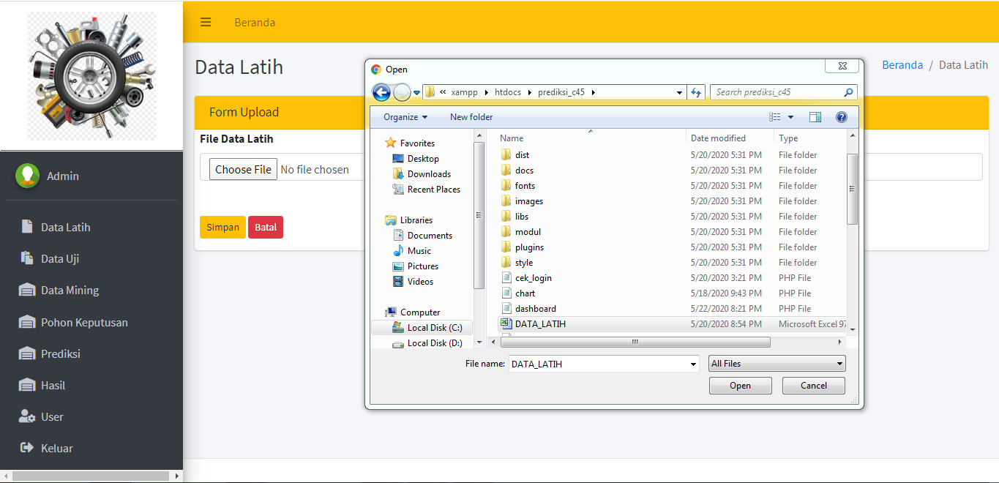 Beranda
Data Latih
Beranda / Data Latih
Form Upload
File Data Latih
Choose File No file chosen
Simpan Batal
Admin
Data Latih
Data Uji
Data Mining
Pohon Keputusan
Prediksi
Hasil
User
Keluar
Open
« xampp htdocs prediksi_c45
Search prediksi_c45
Organize New folder
Favorites
Desktop
Downloads
Recent Places
Libraries
Documents
Music
Pictures
Videos
Computer
Local Disk (C:)
Local Disk (D:)
Name Date modified Type
dist 5/20/2020 5:31 PM File folder
docs 5/20/2020 5:31 PM File folder
fonts 5/20/2020 5:31 PM File folder
images 5/20/2020 5:31 PM File folder
libs 5/20/2020 5:31 PM File folder
modul 5/20/2020 5:31 PM File folder
plugins 5/20/2020 5:31 PM File folder
style 5/20/2020 5:31 PM File folder
cek_login 5/20/2020 3:21 PM PHP File
chart 5/18/2020 9:43 PM PHP File
dashboard 5/22/2020 8:21 PM PHP File
DATA_LATIH 5/20/2020 8:54 PM Microsoft Excel 97
File name: DATA_LATIH All Files
Open Cancel